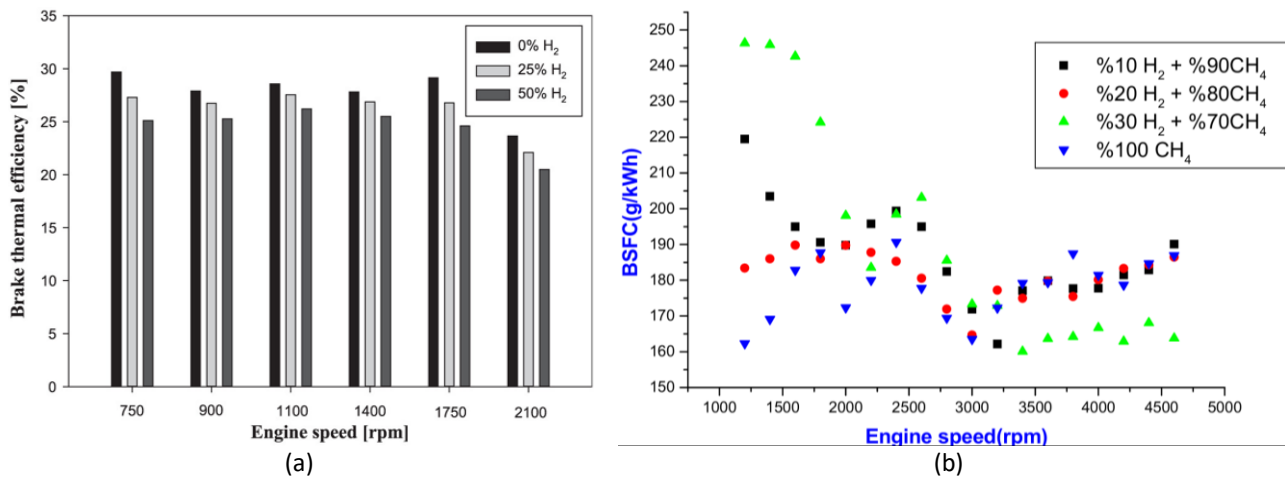 35
30
25
20
15
10
5
0
Brake thermal efficiency [%]
0% H₂
25% H₂
50% H₂
750 900 1100 1400 1750 2100
Engine speed [rpm]
(a)
250
240
230
220
210
200
190
180
170
160
150
BSFC(g/kWh)
%10 H₂ + %90CH₄
%20 H₂ + %80CH₄
%30 H₂ + %70CH₄
%100 CH₄
1000 1500 2000 2500 3000 3500 4000 4500 5000
Engine speed(rpm)
(b)